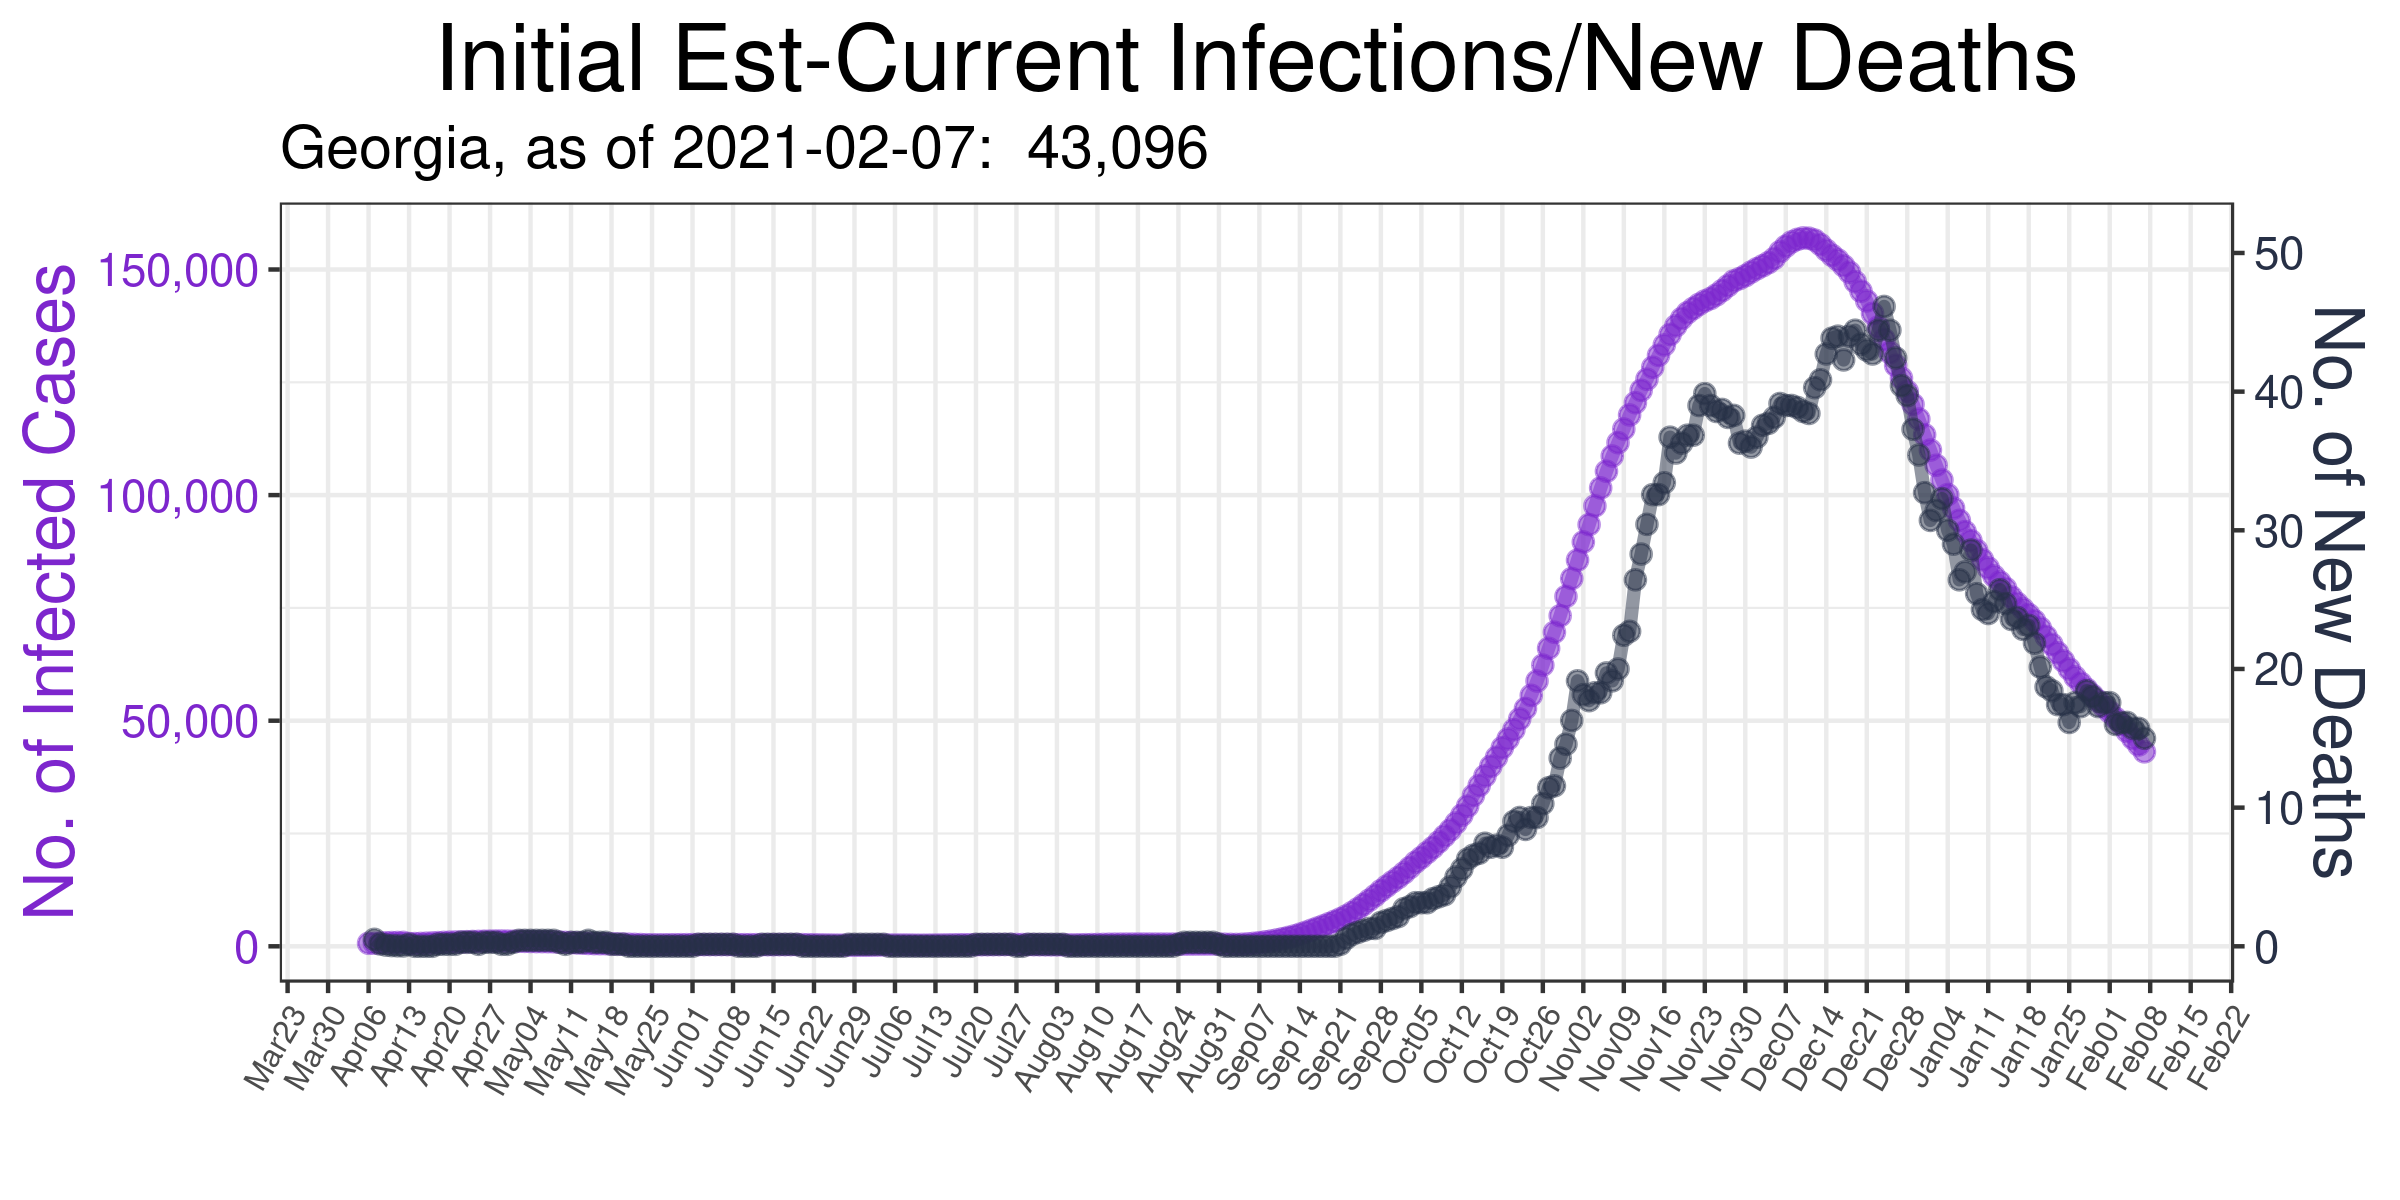 Initial Est-Current Infections/New Deaths
Georgia, as of 2021-02-07:  43,096
No. of Infected Cases
150,000
100,000
50,000
0
50
40
30
20
10
0
No. of New Deaths
Mar23
Mar30
Apr06
Apr13
Apr20
Apr27
May04
May11
May18
May25
Jun01
Jun08
Jun15
Jun22
Jun29
Jul06
Jul13
Jul20
Jul27
Aug03
Aug10
Aug17
Aug24
Aug31
Sep07
Sep14
Sep21
Sep28
Oct05
Oct12
Oct19
Oct26
Nov02
Nov09
Nov16
Nov23
Nov30
Dec07
Dec14
Dec21
Dec28
Jan04
Jan11
Jan18
Jan25
Feb01
Feb08
Feb15
Feb22